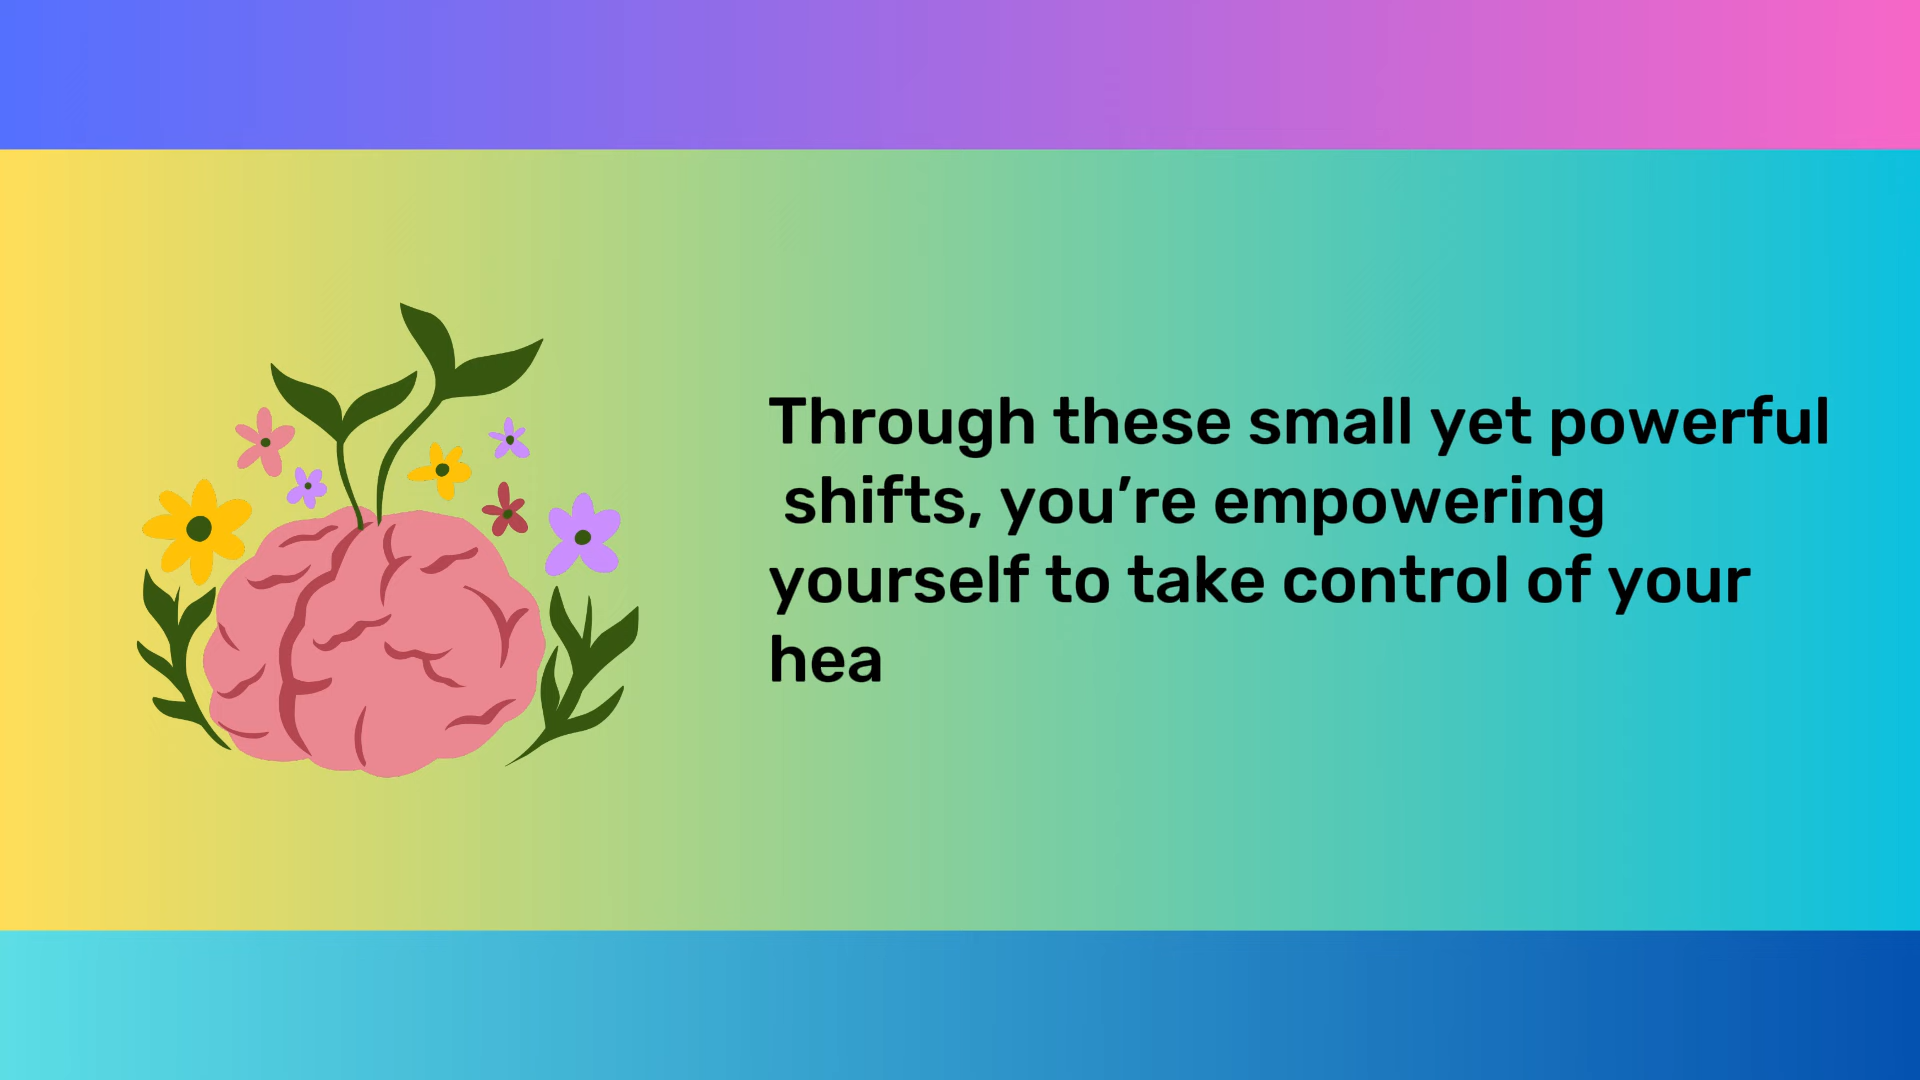 Through these small yet powerful
shifts, you’re empowering
yourself to take control of your
hea